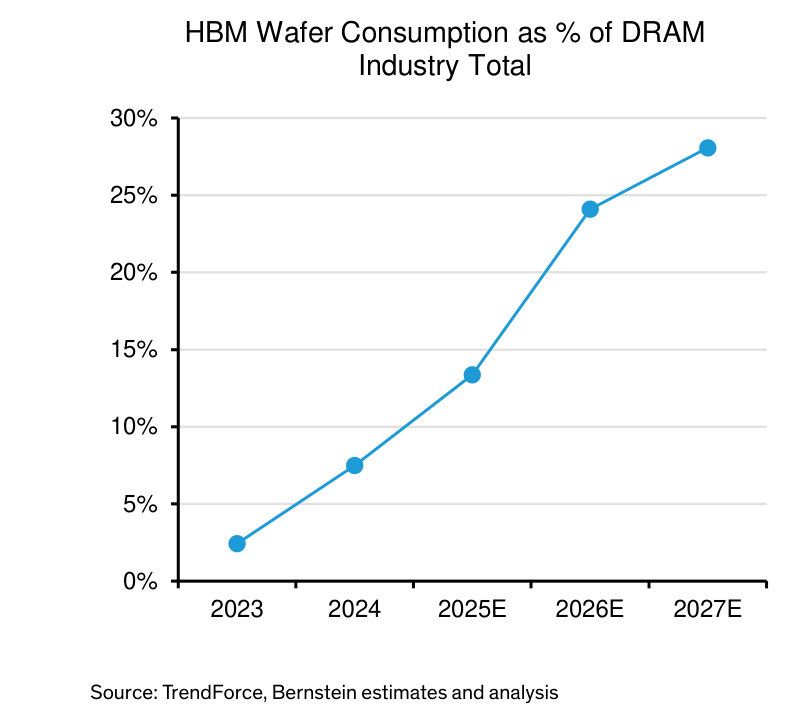 HBM Wafer Consumption as % of DRAM
Industry Total
30%
25%
20%
15%
10%
5%
0%
2023 2024 2025E 2026E 2027E
Source: TrendForce, Bernstein estimates and analysis